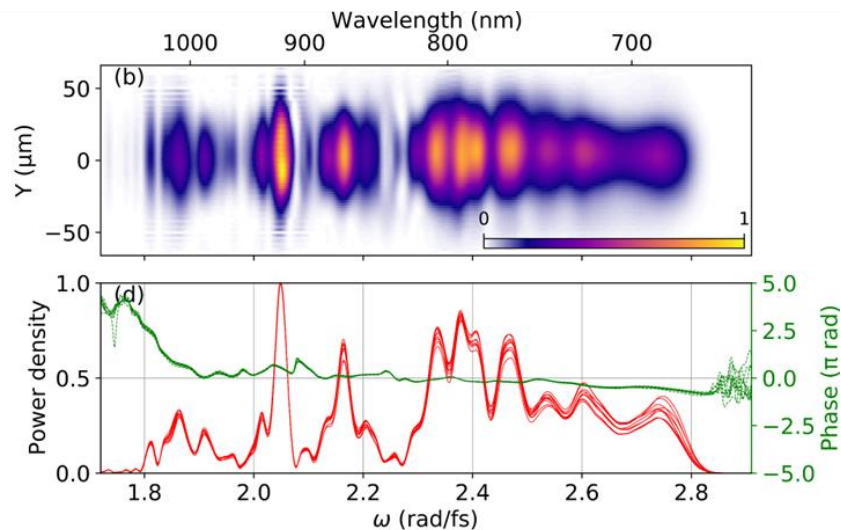 Wavelength (nm)
1000 900 800 700
(b)
Y (μm)
50
0
−50
0 1
(d)
Power density
1.0
0.5
0.0
5.0
2.5
0.0
−2.5
−5.0
Phase (π rad)
1.8 2.0 2.2 2.4 2.6 2.8
ω (rad/fs)